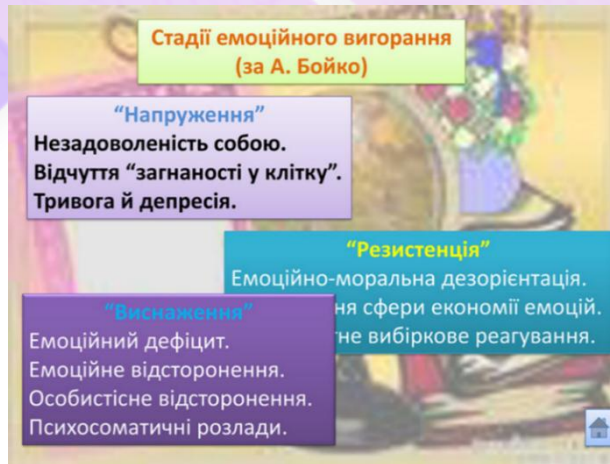 Стадії емоційного вигорання
(за А. Бойко)
“Напруження”
Незадоволеність собою.
Відчуття “загнаності у клітку”.
Тривога й депресія.
“Резистенція”
Емоційно-моральна дезорієнтація.
сфери економії емоцій.
вибіркове реагування.
“Виснаження”
Емоційний дефіцит.
Емоційне відсторонення.
Особистісне відсторонення.
Психосоматичні розлади.